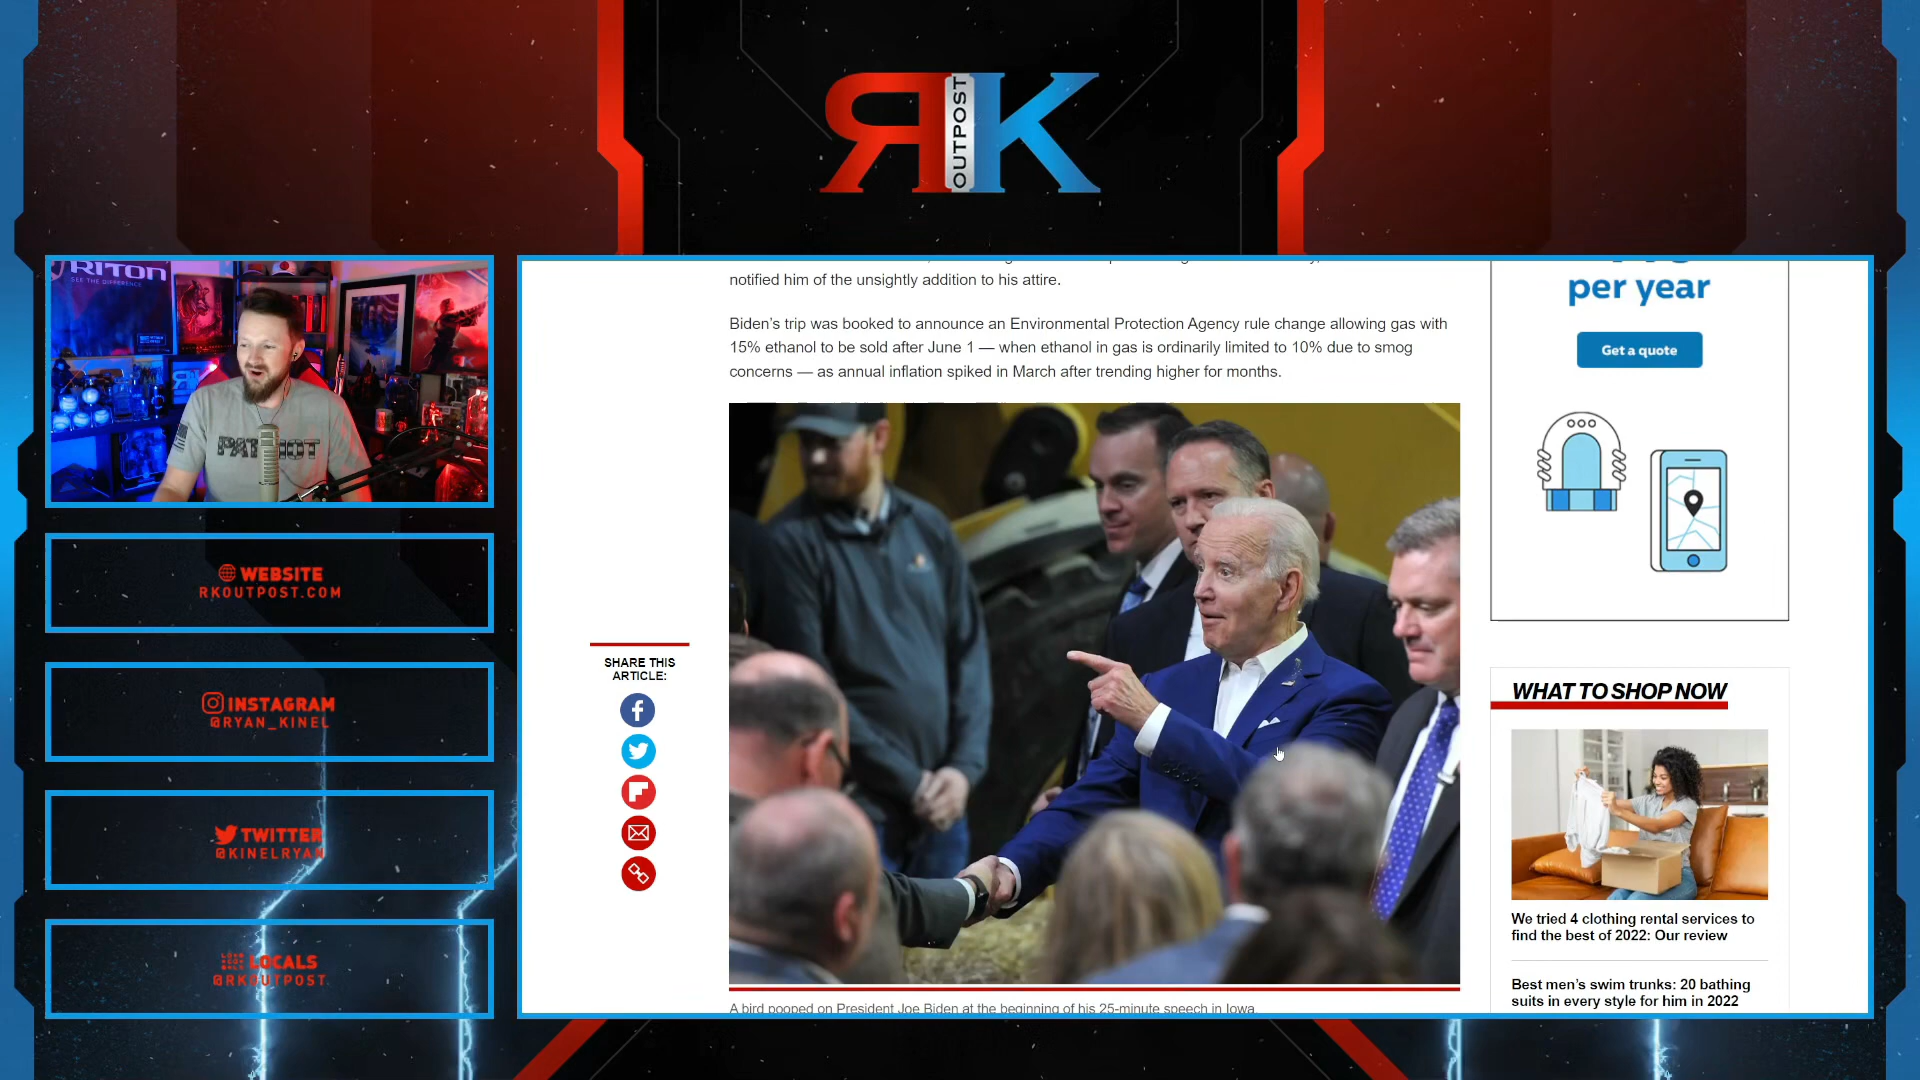 RK
OUTPOST
RITON
SEE THE DIFFERENCE
PATRIOT
WEBSITE
RKOUTPOST.COM
INSTAGRAM
@RYAN_KINEL
TWITTER
@KINELRYAN
LOCALS
@RKOUTPOST
notified him of the unsightly addition to his attire.
Biden’s trip was booked to announce an Environmental Protection Agency rule change allowing gas with
15% ethanol to be sold after June 1 — when ethanol in gas is ordinarily limited to 10% due to smog
concerns — as annual inflation spiked in March after trending higher for months.
SHARE THIS
ARTICLE:
A bird pooped on President Joe Biden at the beginning of his 25-minute speech in Iowa.
per year
Get a quote
WHAT TO SHOP NOW
We tried 4 clothing rental services to
find the best of 2022: Our review
Best men’s swim trunks: 20 bathing
suits in every style for him in 2022